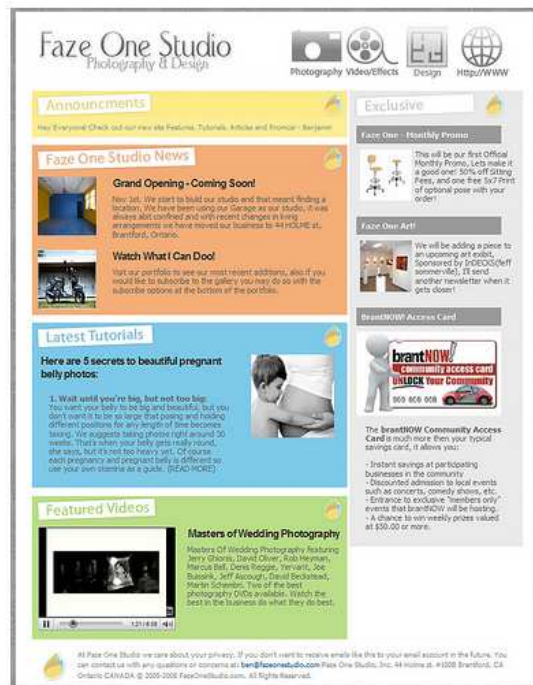 Faze One Studio
Photography & Design
Photography Video/Effects Design Http://WWW
Announcments
Hey Everyone! Check out our new site Features, Tutorials, Articles and Promos! - Benjamin
Faze One Studio News
Grand Opening - Coming Soon!
Nov 1st. We start to build our studio and that meant finding a
location, We have been using our Garage as our studio, it was
always abit confined and with recent changes in living
arrangements we have moved our business to 44 HOLME st.
Brantford, Ontario.
Watch What I Can Doo!
Visit our portfolio to see our most recent additions, also if you
would like to subscribe to the gallery you may do so with the
subscribe options at the bottom of the portfolio.
Latest Tutorials
Here are 5 secrets to beautiful pregnant
belly photos:
1. Wait until you're big, but not too big:
You want your belly to be big and beautiful, but you
don't want it to be so large that posing and holding
different positions for any length of time becomes
taxing. We suggests taking photos right around 30
weeks. That's when your belly gets really round,
she says, but it's not too heavy yet. Of course
each pregnancy and pregnant belly is different so
use your own stamina as a guide. (READ MORE)
Featured Videos
Masters of Wedding Photography
Masters Of Wedding Photography featuring
Jerry Ghionis, David Oliver, Rob Heyman,
Marcus Bell, Denis Reggie, Yervant, Joe
Buissink, Jeff Ascough, David Beckstead,
Martin Schembri. Two of the best
photography DVDs available. Watch the
best in the business do what they do best.
Exclusive
Faze One - Monthly Promo
This will be our first Offical
Monthly Promo, Lets make it
a good one! 50% off Sitting
Fees, and one free 5x7 Print
of optional pose with your
order!
Faze One Art!
We will be adding a piece to
an upcoming art exibit,
Sponsored by InDECKS(jeff
sommerville), I'll send
another newsletter when it
gets closer!
BrantNOW! Access Card
brantNOW!
community access card
UNLOCK Your Community
000 000 008
The brantNOW Community Access
Card is much more then your typical
savings card, it allows you:
- Instant savings at participating
businesses in the community
- Discounted admission to local events
such as concerts, comedy shows, etc.
- Entrance to exclusive "members only"
events that brantNOW will be hosting.
- A chance to win weekly prizes valued
at $50.00 or more.
At Faze One Studio we care about your privacy. If you don't want to receive emails like this to your email account in the future. You
can contact us with any questions or concerns at: ben@fazeonestudio.com Faze One Studio, Inc. 44 Holme st. #1008 Brantford, CA
Ontario CANADA © 2005-2008 FazeOneStudio.com. All Rights Reserved.